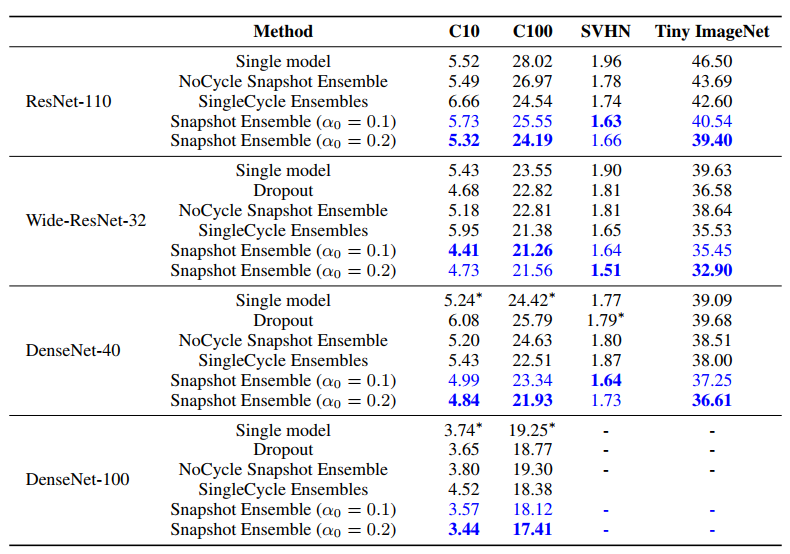 Method C10 C100 SVHN Tiny ImageNet
ResNet-110
Single model 5.52 28.02 1.96 46.50
NoCycle Snapshot Ensemble 5.49 26.97 1.78 43.69
SingleCycle Ensembles 6.66 24.54 1.74 42.60
Snapshot Ensemble (α₀ = 0.1) 5.73 25.55 1.63 40.54
Snapshot Ensemble (α₀ = 0.2) 5.32 24.19 1.66 39.40
Wide-ResNet-32
Single model 5.43 23.55 1.90 39.63
Dropout 4.68 22.82 1.81 36.58
NoCycle Snapshot Ensemble 5.18 22.81 1.81 38.64
SingleCycle Ensembles 5.95 21.38 1.65 35.53
Snapshot Ensemble (α₀ = 0.1) 4.41 21.26 1.64 35.45
Snapshot Ensemble (α₀ = 0.2) 4.73 21.56 1.51 32.90
DenseNet-40
Single model 5.24* 24.42* 1.77 39.09
Dropout 6.08 25.79 1.79* 39.68
NoCycle Snapshot Ensemble 5.20 24.63 1.80 38.51
SingleCycle Ensembles 5.43 22.51 1.87 38.00
Snapshot Ensemble (α₀ = 0.1) 4.99 23.34 1.64 37.25
Snapshot Ensemble (α₀ = 0.2) 4.84 21.93 1.73 36.61
DenseNet-100
Single model 3.74* 19.25* - -
Dropout 3.65 18.77 - -
NoCycle Snapshot Ensemble 3.80 19.30 - -
SingleCycle Ensembles 4.52 18.38
Snapshot Ensemble (α₀ = 0.1) 3.57 18.12 - -
Snapshot Ensemble (α₀ = 0.2) 3.44 17.41 - -